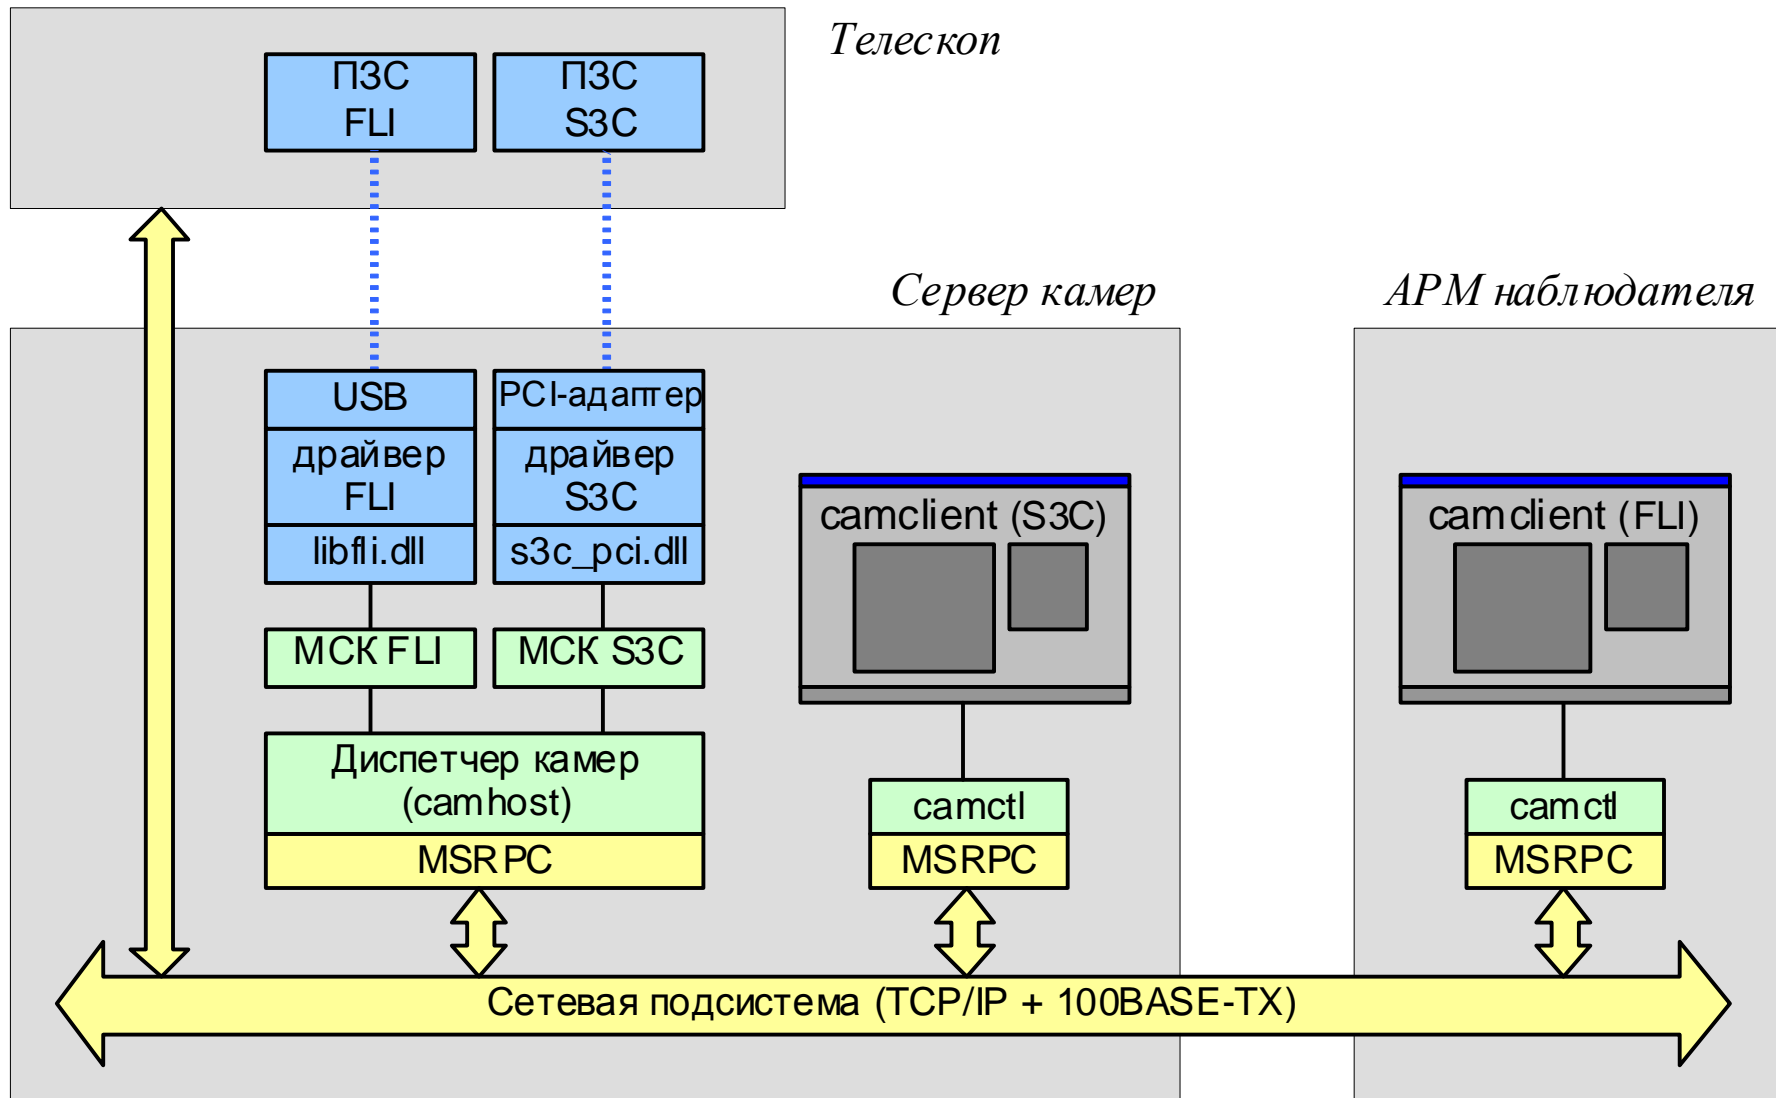 Телескоп
ПЗС
FLI
ПЗС
S3C
Сервер камер
АРМ наблюдателя
USB
PCI-адаптер
драйвер
FLI
драйвер
S3C
libfli.dll
s3c_pci.dll
МСК FLI
МСК S3C
Диспетчер камер
(camhost)
MSRPC
camclient (S3C)
camctl
MSRPC
camclient (FLI)
camctl
MSRPC
Сетевая подсистема (TCP/IP + 100BASE-TX)